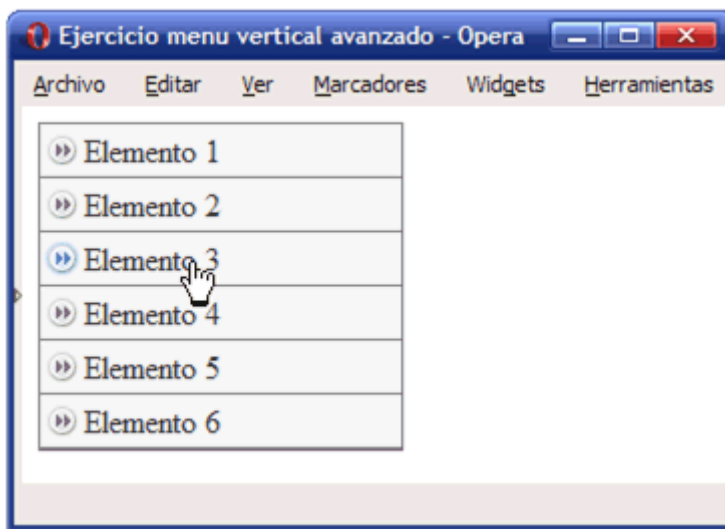 Ejercicio menu vertical avanzado - Opera
Archivo Editar Ver Marcadores Widgets Herramientas
Elemento 1
Elemento 2
Elemento 3
Elemento 4
Elemento 5
Elemento 6